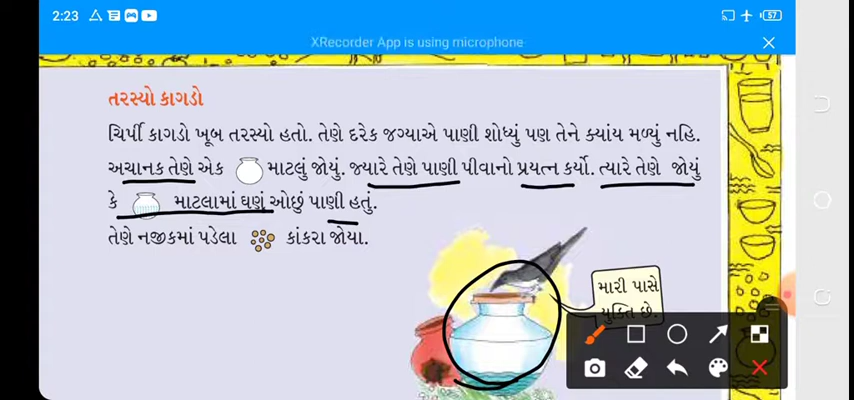 2:23
57
XRecorder App is using microphone
તરસ્યો કાગડો
ચિર્પી કાગડો ખૂબ તરસ્યો હતો. તેણે દરેક જગ્યાએ પાણી શોધ્યું પણ તેને ક્યાંય મળ્યું નહિ.
અચાનક તેણે એક માટલું જોયું. જ્યારે તેણે પાણી પીવાનો પ્રયત્ન કર્યો. ત્યારે તેણે જોયું
કે માટલામાં ઘણું ઓછું પાણી હતું.
તેણે નજીકમાં પડેલા કાંકરા જોયા.
મારી પાસે
યુક્તિ છે.